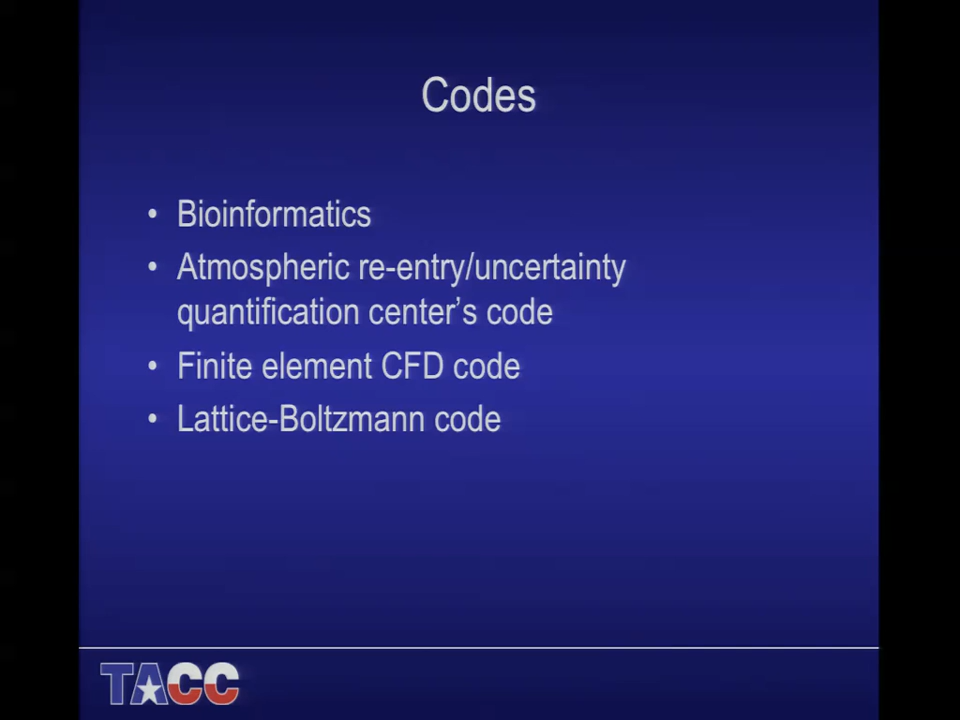 Codes
• Bioinformatics
• Atmospheric re-entry/uncertainty
quantification center’s code
• Finite element CFD code
• Lattice-Boltzmann code
TACC